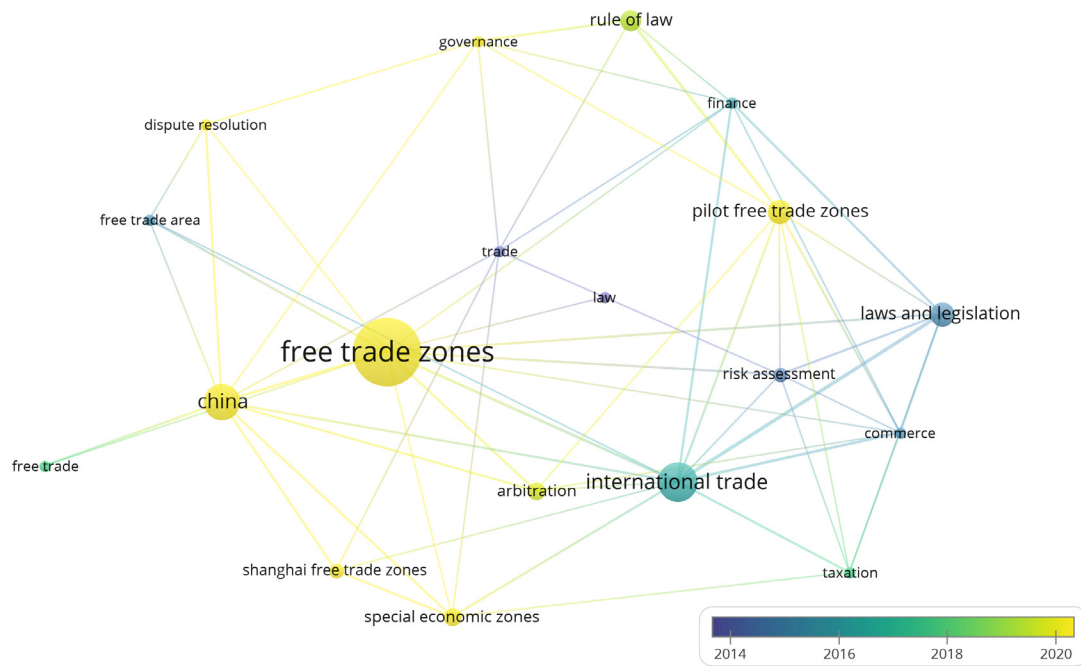 rule of law
governance
finance
dispute resolution
pilot free trade zones
free trade area
trade
law
laws and legislation
free trade zones
risk assessment
china
commerce
free trade
international trade
arbitration
shanghai free trade zones
taxation
special economic zones
2014 2016 2018 2020